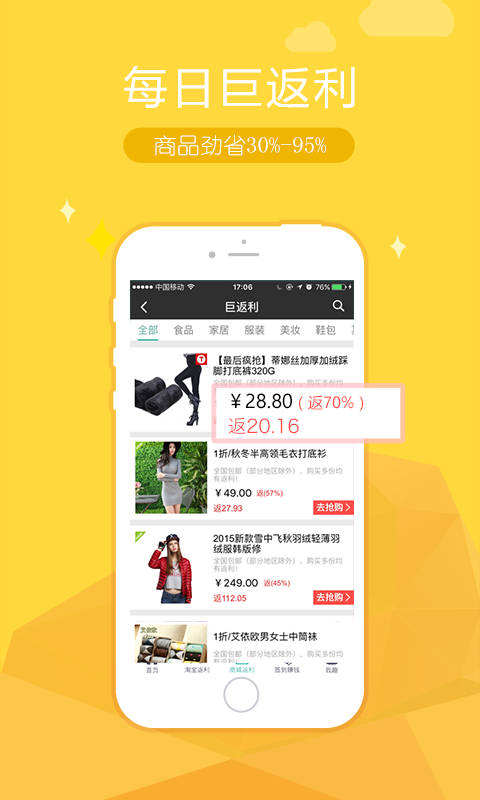 每日巨返利
商品劲省30%-95%
中国移动
17:06
76%
巨返利
全部 食品 家居 服装 美妆 鞋包
【最后疯抢】蒂娜丝加厚加绒踩
脚打底裤320G
￥28.80（返70%）
返20.16
1折/秋冬半高领毛衣打底衫
全国包邮（部分地区除外），购买多份均
有返利！
￥49.00 返(57%)
返27.93
去抢购
2015新款雪中飞秋羽绒轻薄羽
绒服韩版修
全国包邮（部分地区除外），购买多份均
有返利！
￥249.00 返(45%)
返112.05
去抢购
艾依欧
1折/艾依欧男女士中筒袜
全国包邮（部分地区除外），购买多份均
首页 淘宝返利 商城返利 签到赚钱 我趣